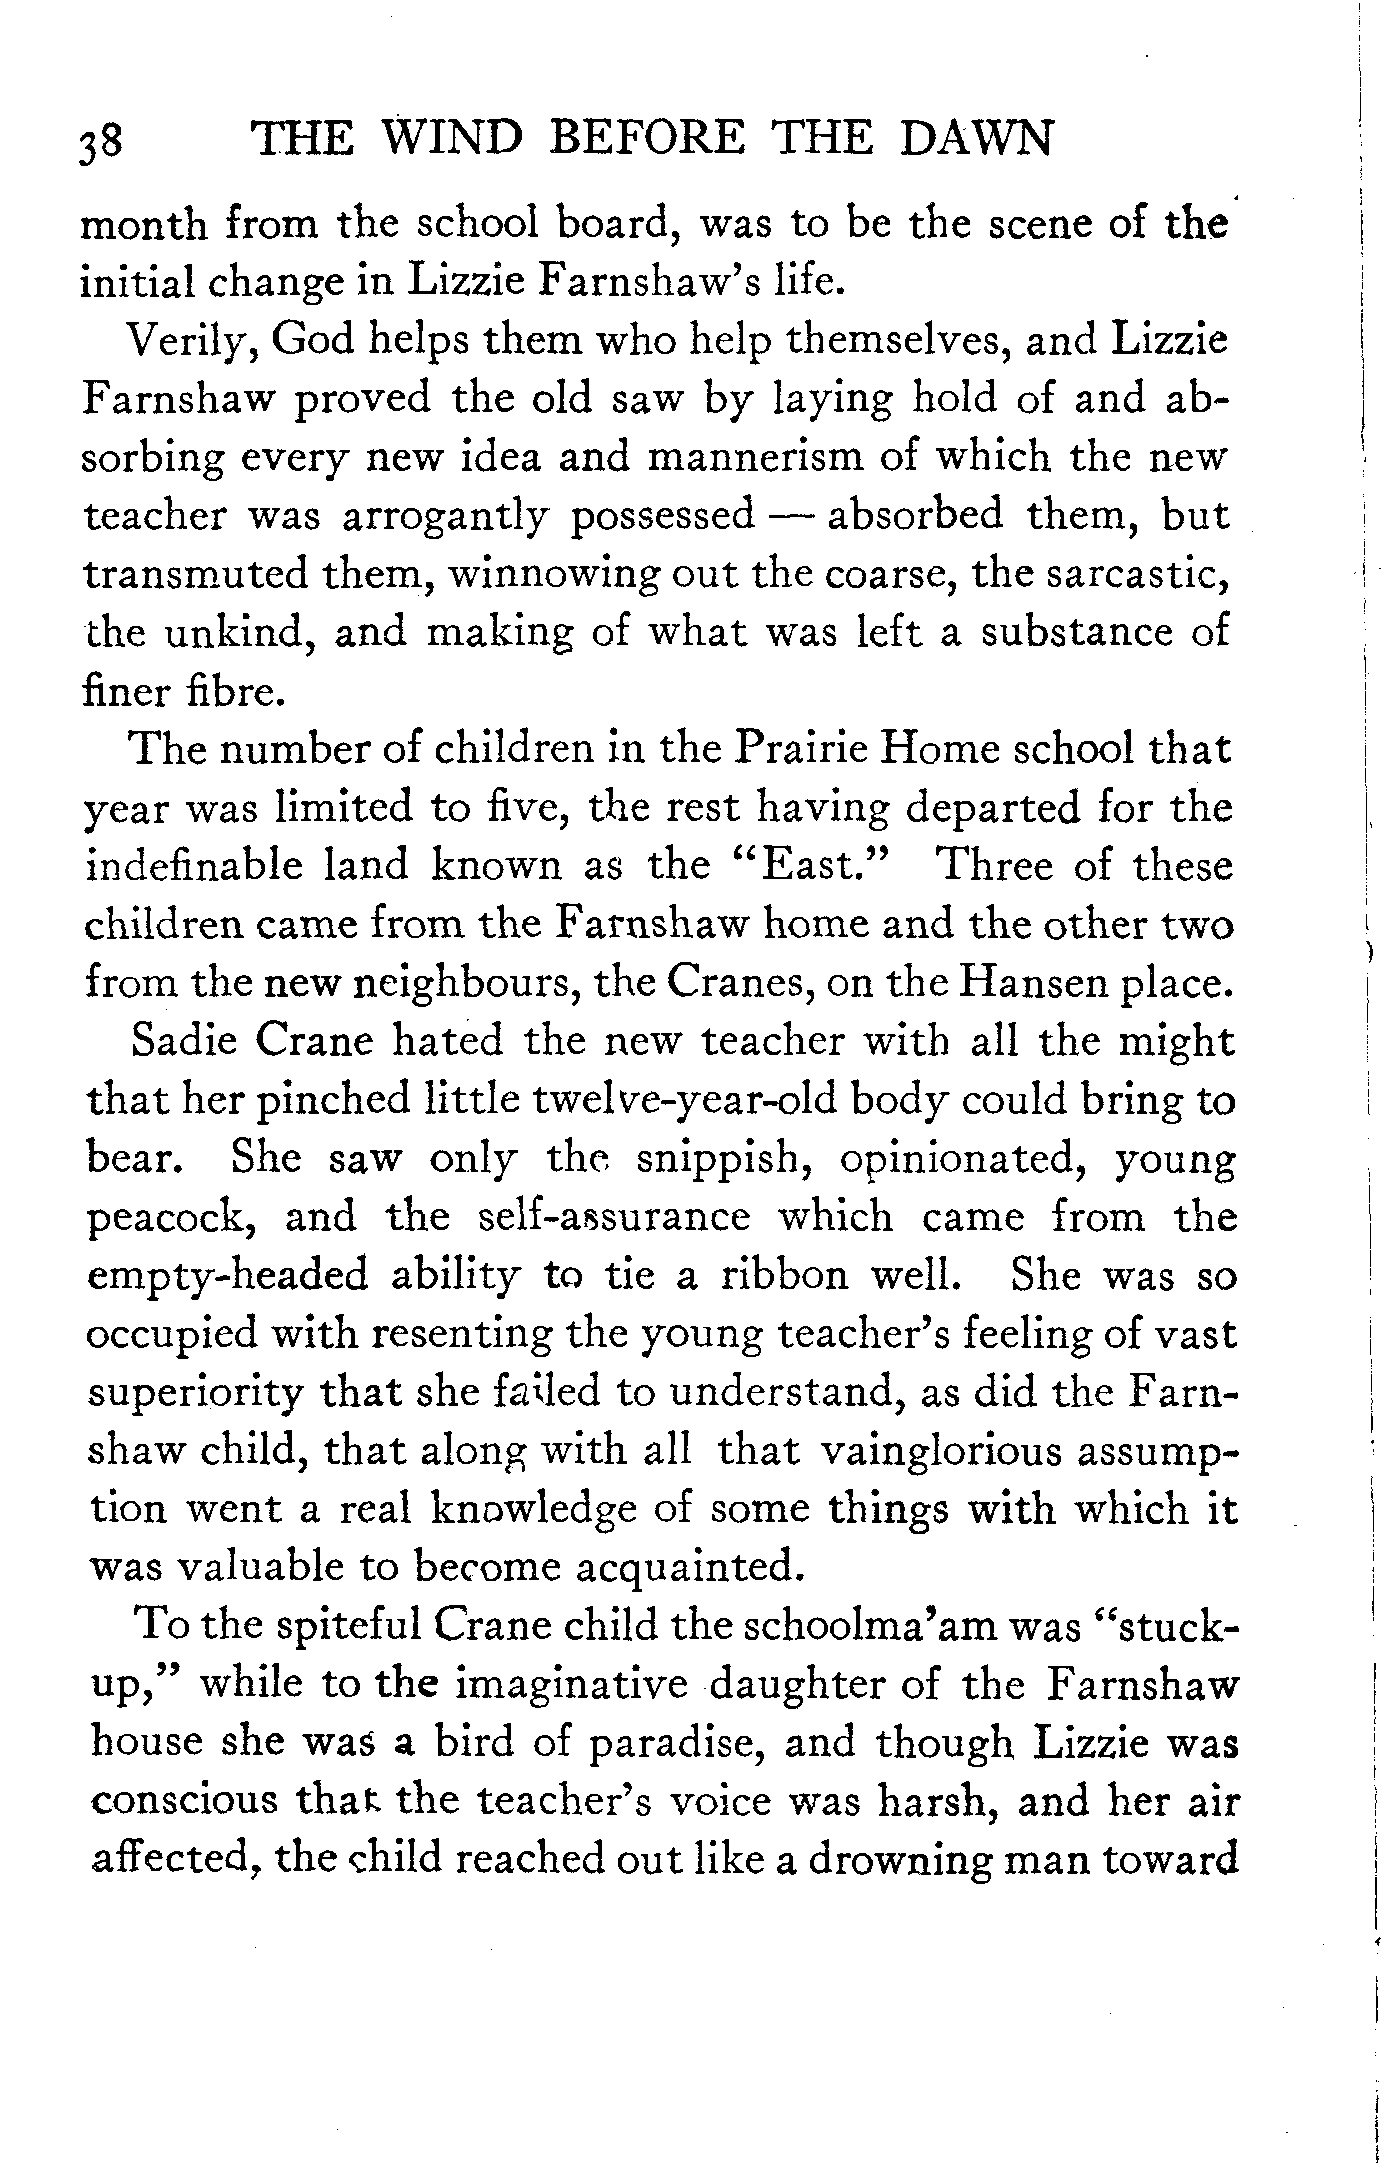 38 THE WIND BEFORE THE DAWN
month from the school board, was to be the scene of the
initial change in Lizzie Farnshaw's life.
Verily, God helps them who help themselves, and Lizzie
Farnshaw proved the old saw by laying hold of and ab-
sorbing every new idea and mannerism of which the new
teacher was arrogantly possessed — absorbed them, but
transmuted them, winnowing out the coarse, the sarcastic,
the unkind, and making of what was left a substance of
finer fibre.
The number of children in the Prairie Home school that
year was limited to five, the rest having departed for the
indefinable land known as the "East." Three of these
children came from the Farnshaw home and the other two
from the new neighbours, the Cranes, on the Hansen place.
Sadie Crane hated the new teacher with all the might
that her pinched little twelve-year-old body could bring to
bear. She saw only the snippish, opinionated, young
peacock, and the self-assurance which came from the
empty-headed ability to tie a ribbon well. She was so
occupied with resenting the young teacher's feeling of vast
superiority that she failed to understand, as did the Farn-
shaw child, that along with all that vainglorious assump-
tion went a real knowledge of some things with which it
was valuable to become acquainted.
To the spiteful Crane child the schoolma'am was "stuck-
up," while to the imaginative daughter of the Farnshaw
house she was a bird of paradise, and though Lizzie was
conscious that the teacher's voice was harsh, and her air
affected, the child reached out like a drowning man toward